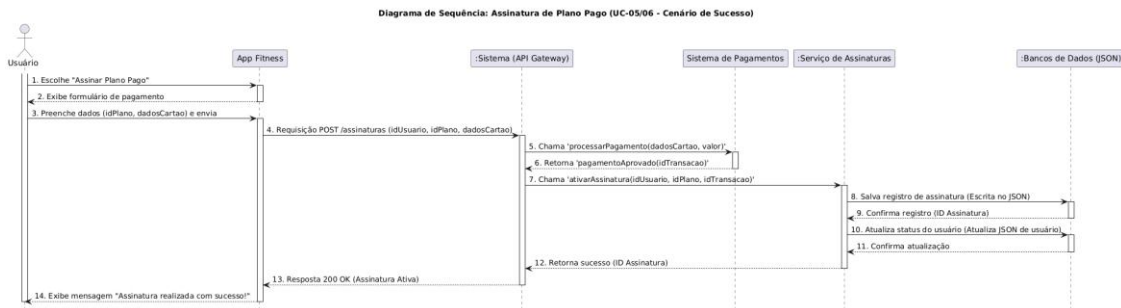 Diagrama de Sequência: Assinatura de Plano Pago (UC-05/06 - Cenário de Sucesso)
Usuário
App Fitness
:Sistema (API Gateway)
Sistema de Pagamentos
:Serviço de Assinaturas
:Bancos de Dados (JSON)
1. Escolhe "Assinar Plano Pago"
2. Exibe formulário de pagamento
3. Preenche dados (idPlano, dadosCartao) e envia
4. Requisição POST /assinaturas (idUsuario, idPlano, dadosCartao)
5. Chama 'processarPagamento(dadosCartao, valor)'
6. Retorna 'pagamentoAprovado(idTransacao)'
7. Chama 'ativarAssinatura(idUsuario, idPlano, idTransacao)'
8. Salva registro de assinatura (Escrita no JSON)
9. Confirma registro (ID Assinatura)
10. Atualiza status do usuário (Atualiza JSON de usuário)
11. Confirma atualização
12. Retorna sucesso (ID Assinatura)
13. Resposta 200 OK (Assinatura Ativa)
14. Exibe mensagem "Assinatura realizada com sucesso!"